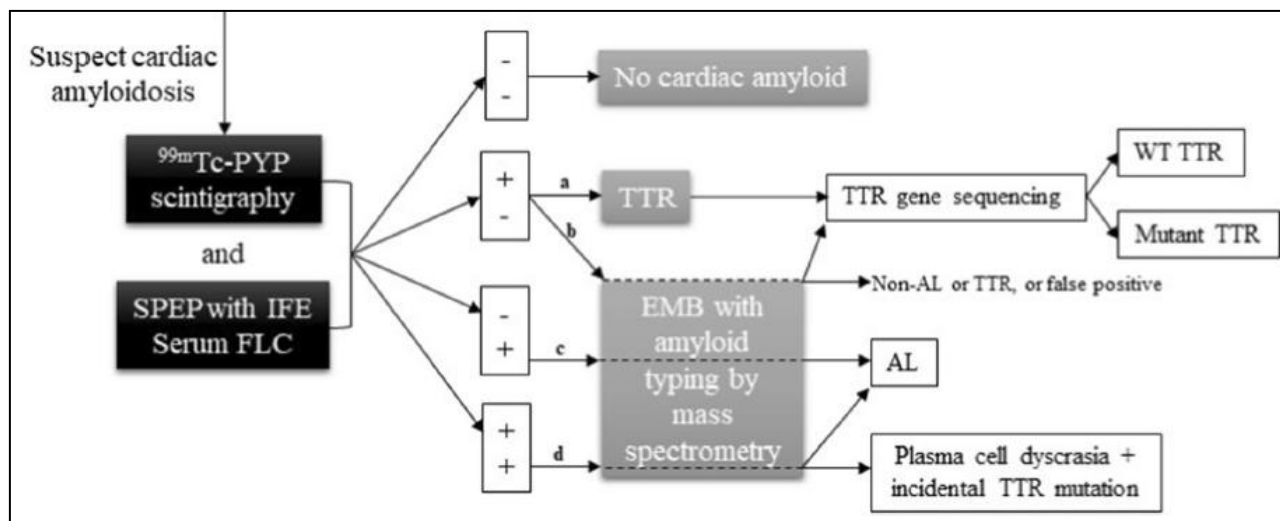 Suspect cardiac
amyloidosis
99mTc-PYP
scintigraphy
and
SPEP with IFE
Serum FLC
-
-
+
-
-
+
+
+
a
b
c
d
No cardiac amyloid
TTR
EMB with
amyloid
typing by
mass
spectrometry
TTR gene sequencing
WT TTR
Mutant TTR
Non-AL or TTR, or false positive
AL
Plasma cell dyscrasia +
incidental TTR mutation